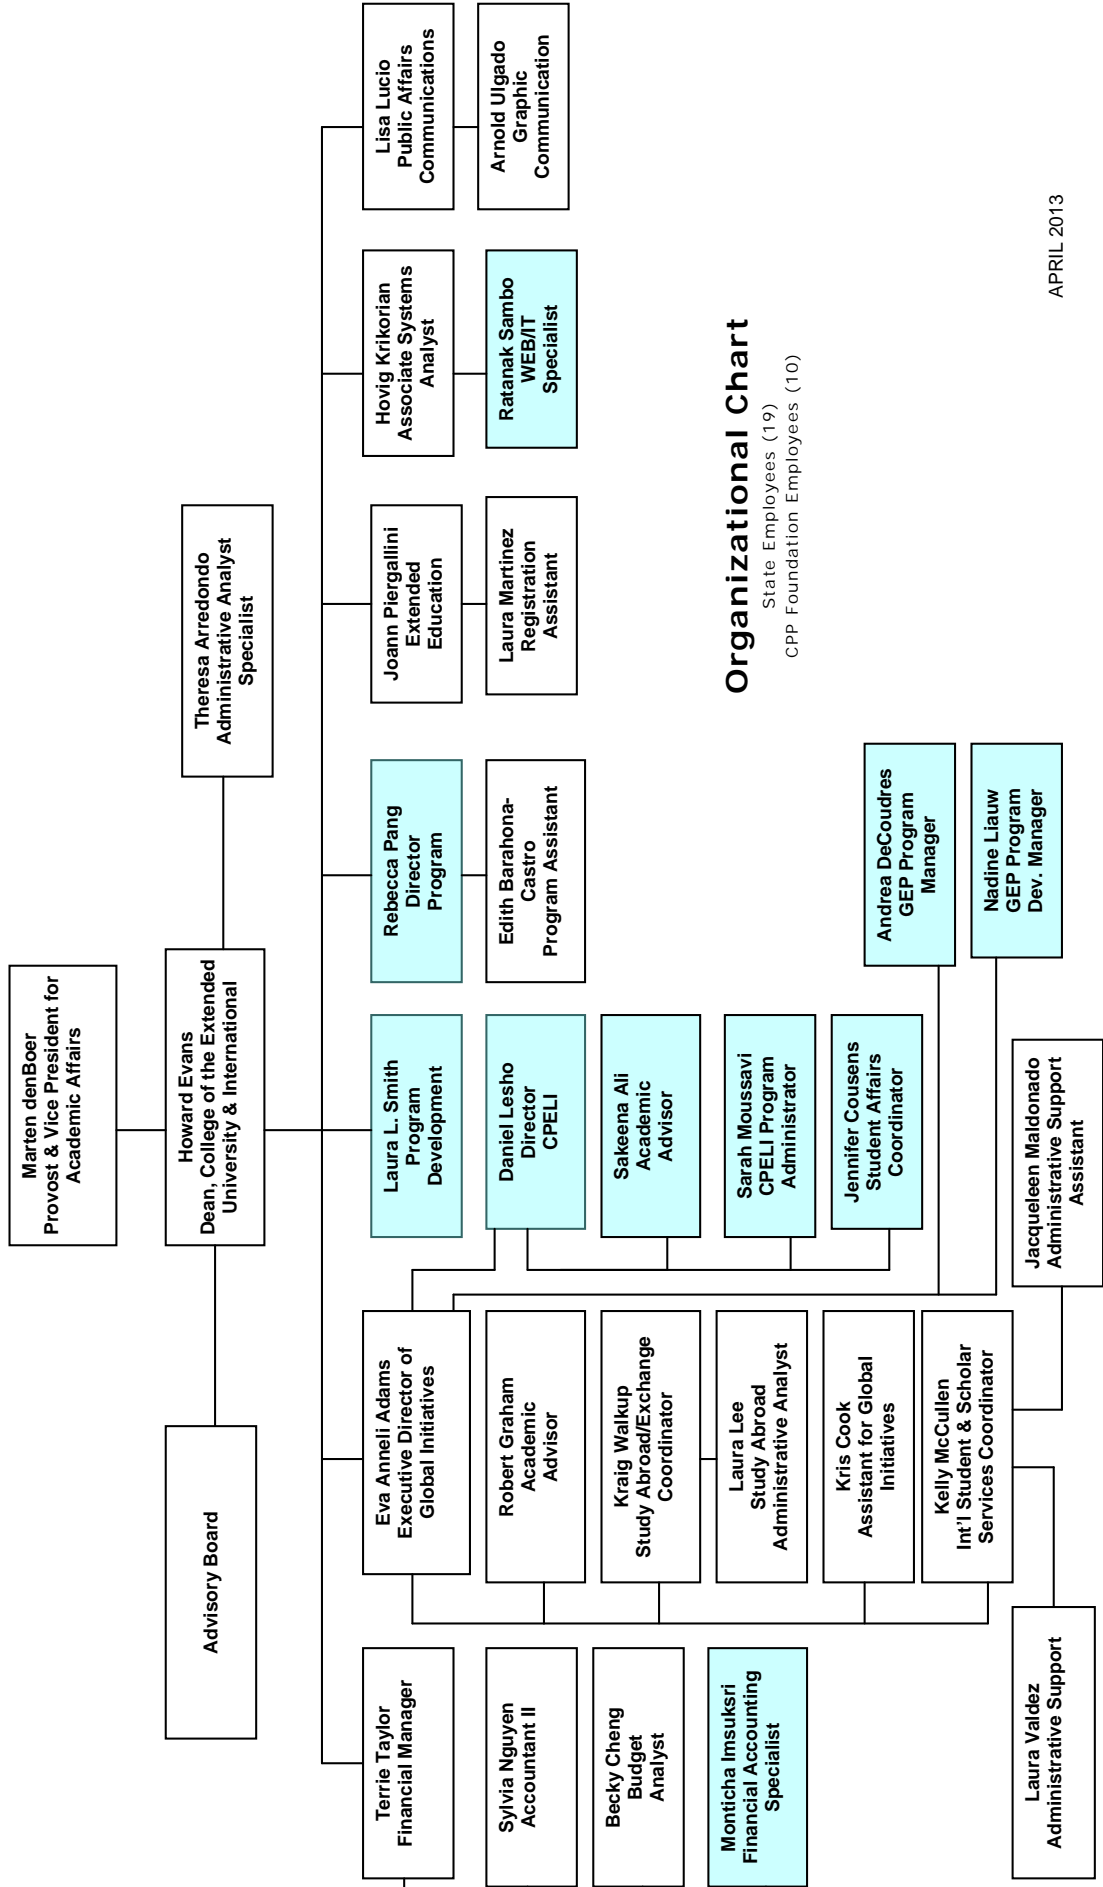 Marten denBoer
Provost & Vice President for
Academic Affairs
Howard Evans
Dean, College of the Extended
University & International
Advisory Board
Theresa Arredondo
Administrative Analyst
Specialist
Terrie Taylor
Financial Manager
Sylvia Nguyen
Accountant II
Becky Cheng
Budget
Analyst
Monticha Imsuksri
Financial Accounting
Specialist
Eva Anneli Adams
Executive Director of
Global Initiatives
Robert Graham
Academic
Advisor
Kraig Walkup
Study Abroad/Exchange
Coordinator
Laura Lee
Study Abroad
Administrative Analyst
Kris Cook
Assistant for Global
Initiatives
Kelly McCullen
Int'l Student & Scholar
Services Coordinator
Laura Valdez
Administrative Support
Jacqueleen Maldonado
Administrative Support
Assistant
Laura L. Smith
Program
Development
Daniel Lesho
Director
CPELI
Sakeena Ali
Academic
Advisor
Sarah Moussavi
CPELI Program
Administrator
Jennifer Cousens
Student Affairs
Coordinator
Andrea DeCoudres
GEP Program
Manager
Nadine Liauw
GEP Program
Dev. Manager
Rebecca Pang
Director
Program
Edith Barahona-
Castro
Program Assistant
Joann Piergallini
Extended
Education
Laura Martinez
Registration
Assistant
Hovig Krikorian
Associate Systems
Analyst
Ratanak Sambo
WEB/IT
Specialist
Lisa Lucio
Public Affairs
Communications
Arnold Ulgado
Graphic
Communication
Organizational Chart
State Employees (19)
CPP Foundation Employees (10)
APRIL 2013